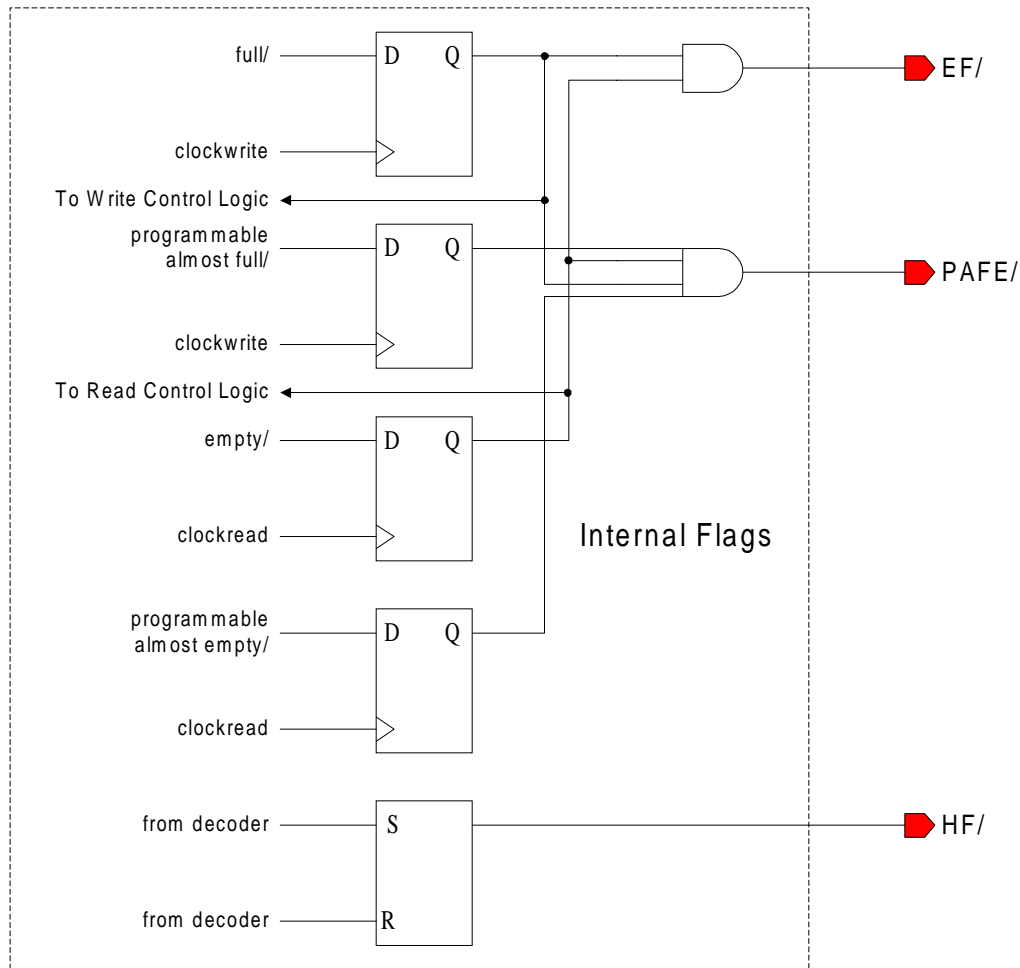 full/
D Q
EF/
clockwrite
To Write Control Logic
programmable
almost full/
D Q
PAFE/
clockwrite
To Read Control Logic
empty/
D Q
clockread
Internal Flags
programmable
almost empty/
D Q
clockread
from decoder
S
HF/
from decoder
R